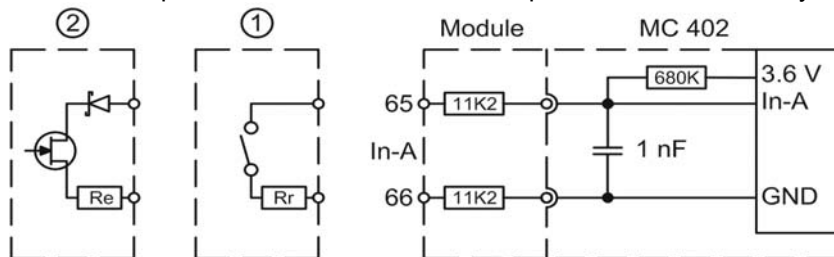 ② ① Module MC 402
680K 3.6 V
65 11K2 In-A
In-A 1 nF
Re Rr 66 11K2 GND